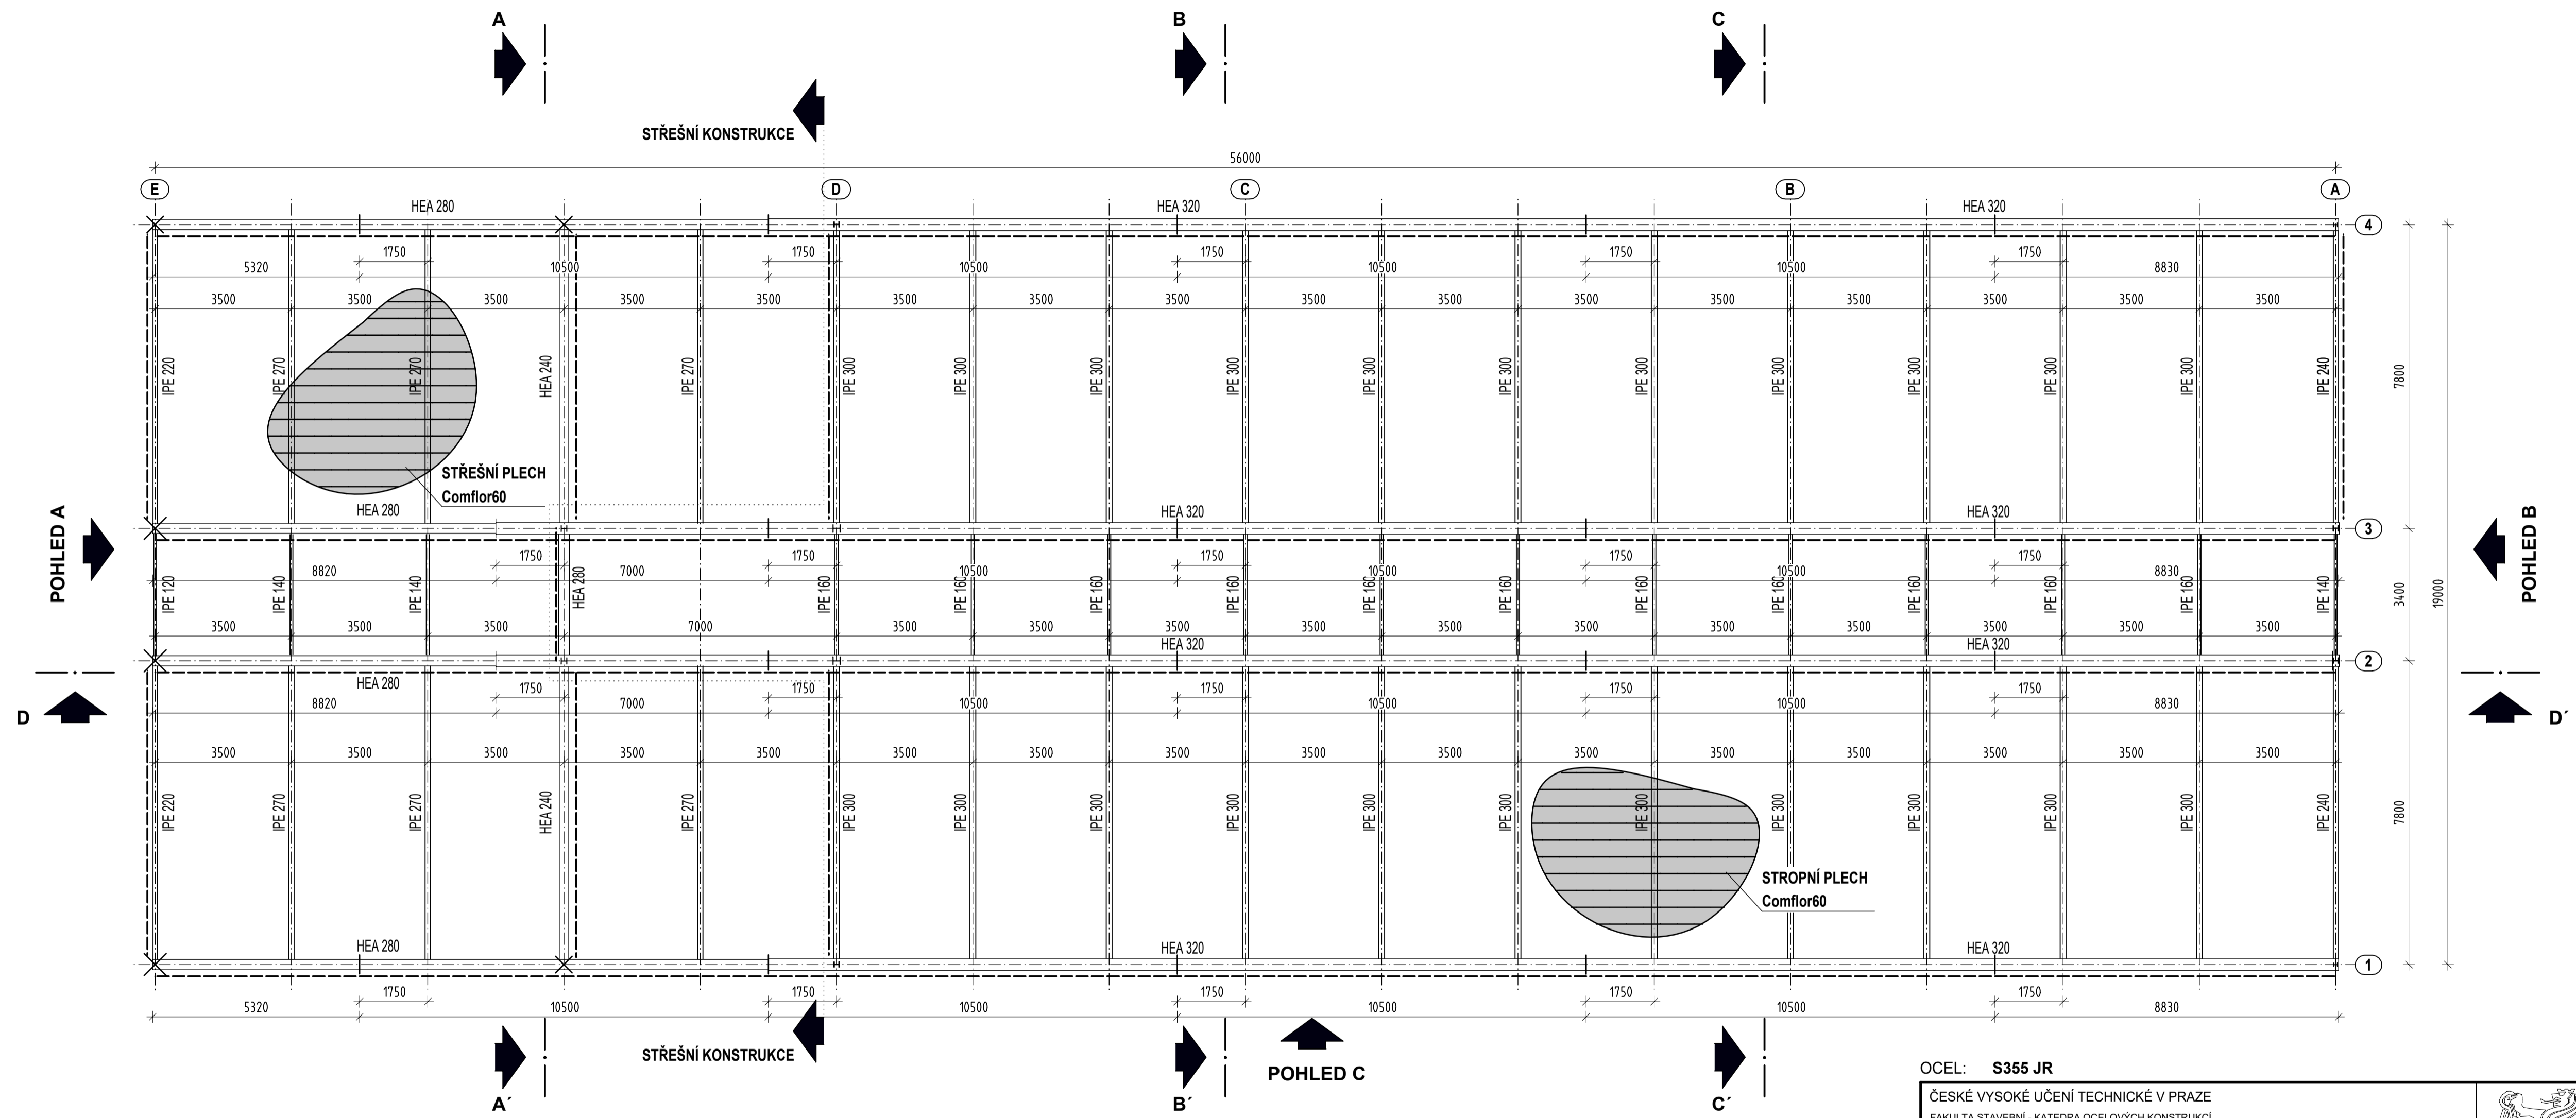 A B C
STŘEŠNÍ KONSTRUKCE
56000
E D C B A
HEA 280 HEA 320 HEA 320
4
1750 1750 1750 1750 1750
5320 10500 10500 10500 10500 8830
3500 3500 3500 3500 3500 3500 3500 3500 3500 3500 3500 3500 3500 3500 3500 3500
IPE 220 IPE 270 IPE 270 HEA 240 IPE 270 IPE 300 IPE 300 IPE 300 IPE 300 IPE 300 IPE 300 IPE 300 IPE 300 IPE 300 IPE 300 IPE 300 IPE 240
7800
STŘEŠNÍ PLECH
Comflor60
HEA 280 HEA 320 HEA 320
3
POHLED A
POHLED B
1750 1750 1750 1750 1750
8820 7000 10500 10500 10500 8830
IPE 120 IPE 140 IPE 140 HEA 280 IPE 160 IPE 160 IPE 160 IPE 160 IPE 160 IPE 160 IPE 160 IPE 160 IPE 160 IPE 160 IPE 160 IPE 140
3400 19000
3500 3500 3500 7000 3500 3500 3500 3500 3500 3500 3500 3500 3500 3500 3500
HEA 320 HEA 320
2
HEA 280
1750 1750 1750 1750 1750
8820 7000 10500 10500 10500 8830
D D´
3500 3500 3500 3500 3500 3500 3500 3500 3500 3500 3500 3500 3500 3500 3500 3500
IPE 220 IPE 270 IPE 270 HEA 240 IPE 270 IPE 300 IPE 300 IPE 300 IPE 300 IPE 300 IPE 300 IPE 300 IPE 300 IPE 300 IPE 300 IPE 300 IPE 240
7800
STROPNÍ PLECH
Comflor60
HEA 280 HEA 320 HEA 320
1
1750 1750 1750 1750 1750
5320 10500 10500 10500 10500 8830
STŘEŠNÍ KONSTRUKCE
POHLED C
A´ B´ C´
OCEL: S355 JR
ČESKÉ VYSOKÉ UČENÍ TECHNICKÉ V PRAZE
FAKULTA STAVEBNÍ - KATEDRA OCELOVÝCH KONSTRUKCÍ